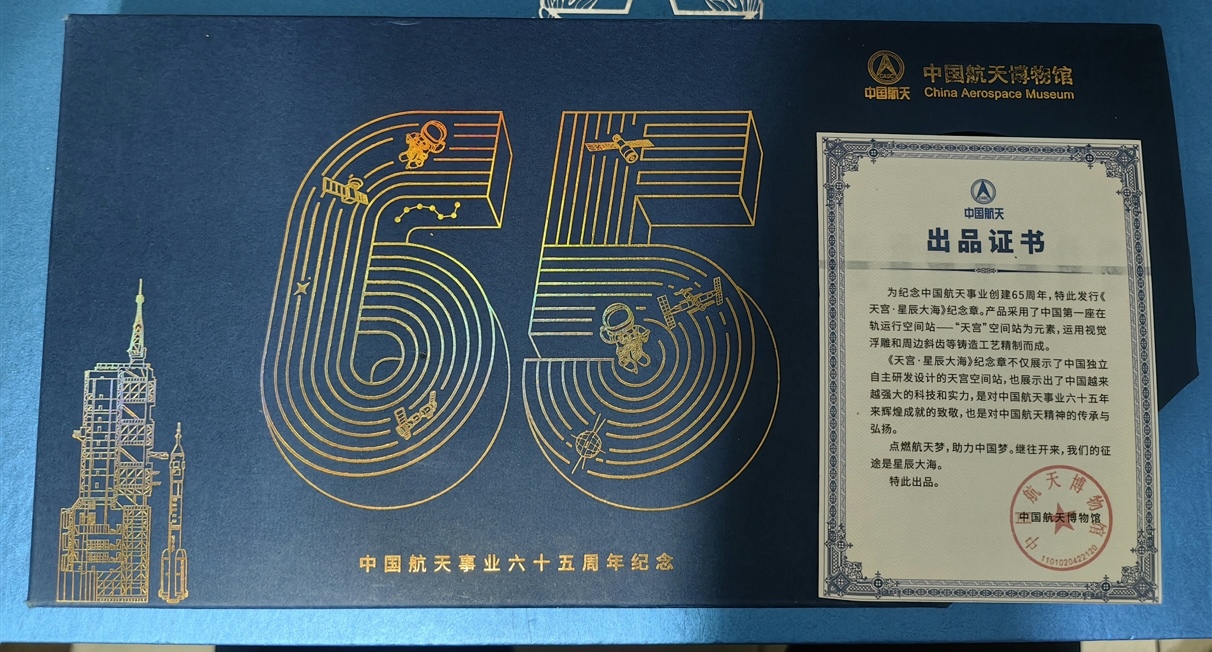 中国航天
中国航天博物馆
China Aerospace Museum
65
中国航天事业六十五周年纪念
中国航天
出品证书
为纪念中国航天事业创建65周年，特此发行《
天宫·星辰大海》纪念章。产品采用了中国第一座在
轨运行空间站——“天宫”空间站为元素，运用视觉
浮雕和周边斜齿等铸造工艺精制而成。
《天宫·星辰大海》纪念章不仅展示了中国独立
自主研发设计的天宫空间站，也展示出了中国越来
越强大的科技和实力，是对中国航天事业六十五年
来辉煌成就的致敬，也是对中国航天精神的传承与
弘扬。
点燃航天梦，助力中国梦。继往开来，我们的征
途是星辰大海。
特此出品。
中国航天博物馆
中国航天博物馆
1101020422120